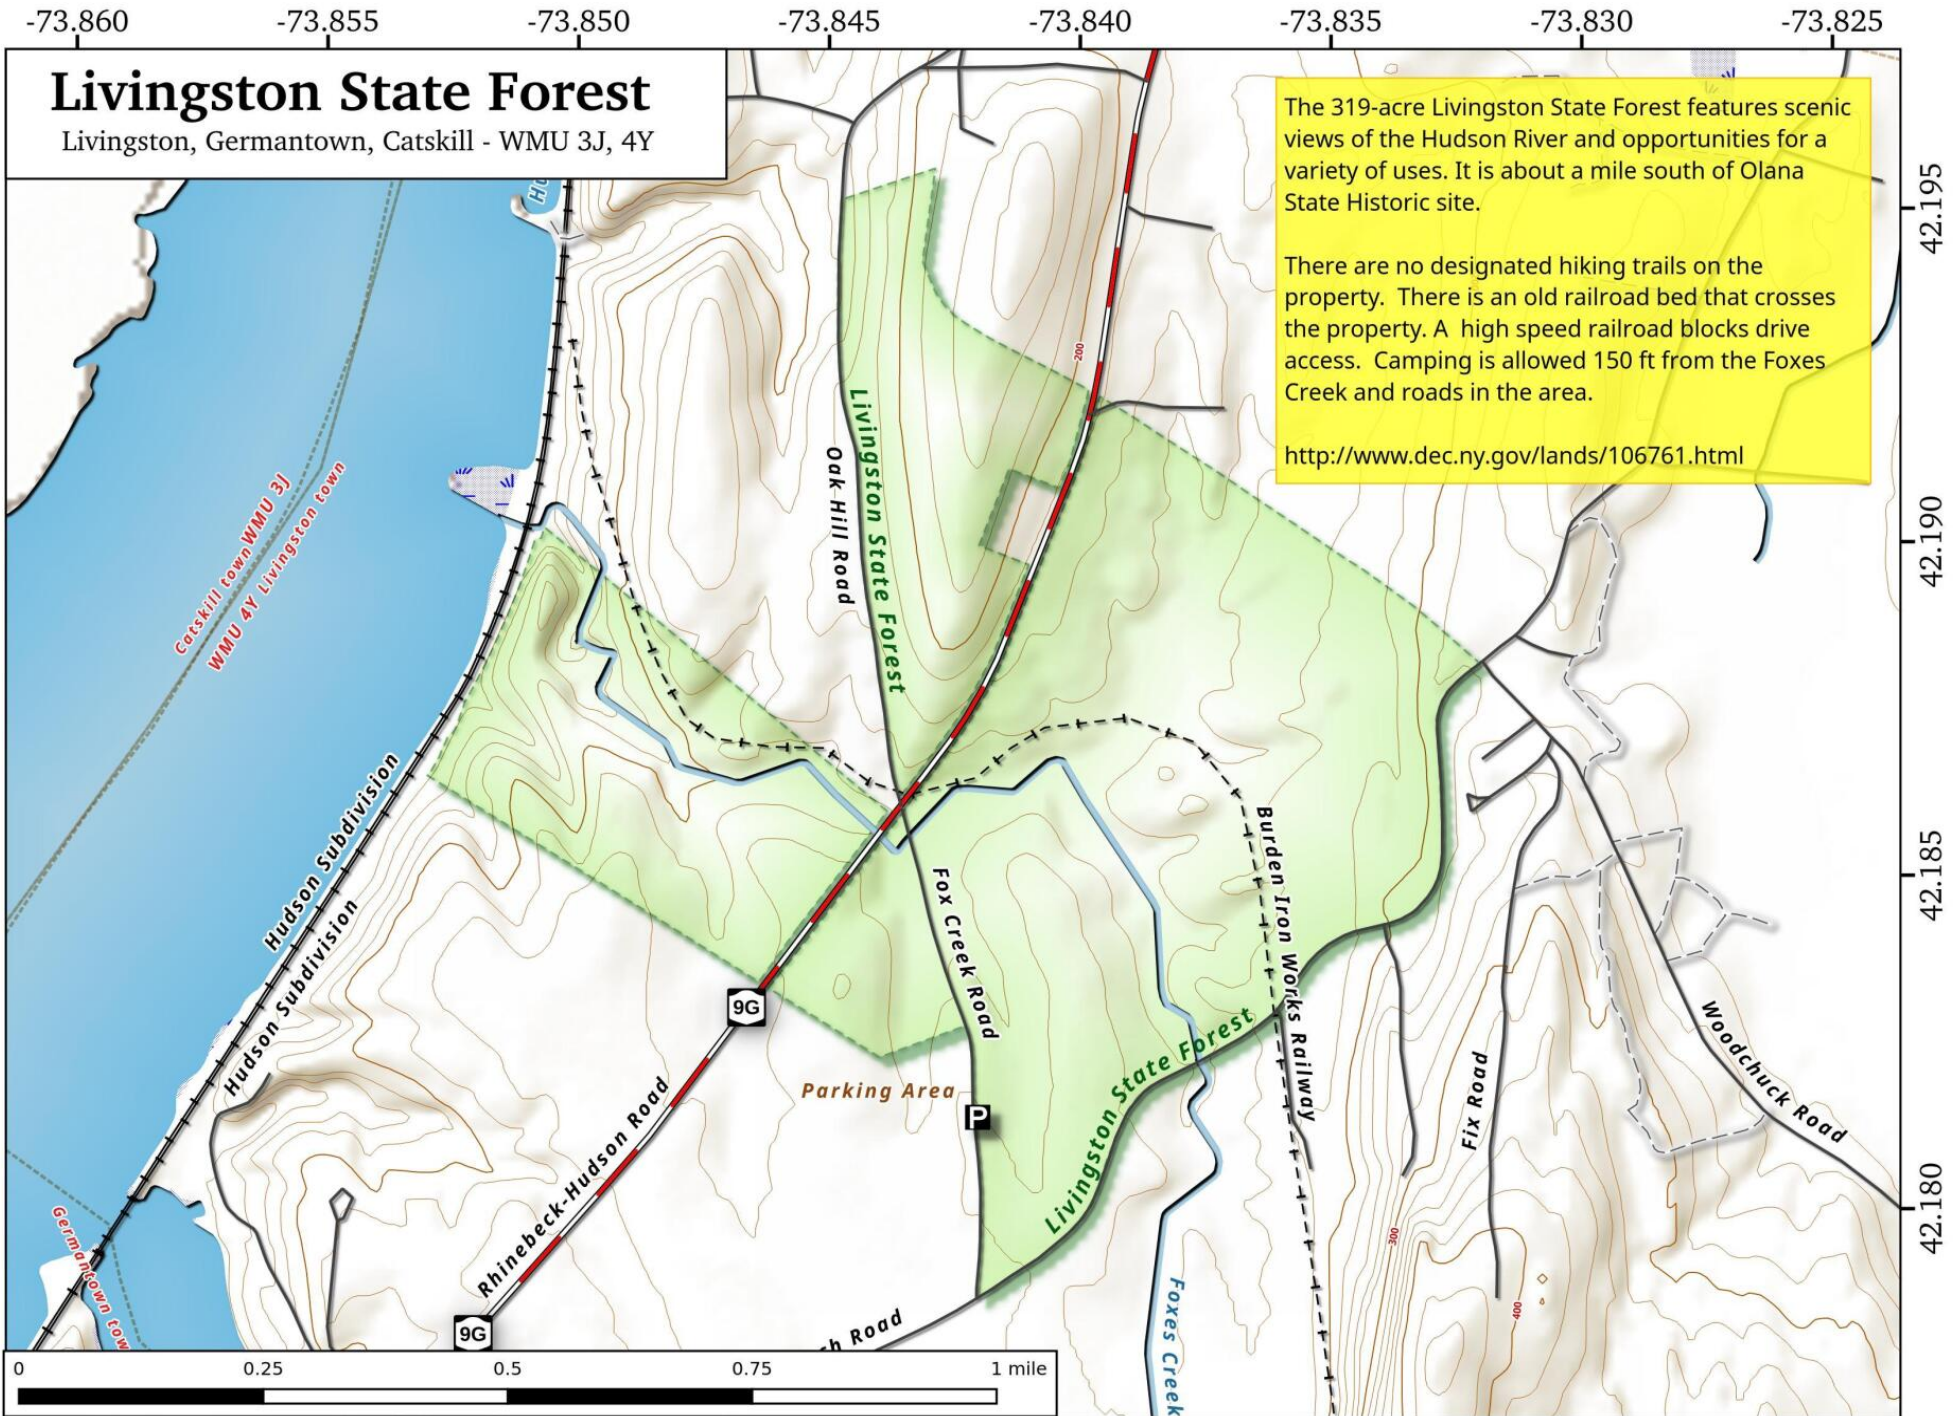 -73.860 -73.855 -73.850 -73.845 -73.840 -73.835 -73.830 -73.825
Livingston State Forest
Livingston, Germantown, Catskill - WMU 3J, 4Y
The 319-acre Livingston State Forest features scenic
views of the Hudson River and opportunities for a
variety of uses. It is about a mile south of Olana
State Historic site.
There are no designated hiking trails on the
property.  There is an old railroad bed that crosses
the property. A  high speed railroad blocks drive
access.  Camping is allowed 150 ft from the Foxes
Creek and roads in the area.
http://www.dec.ny.gov/lands/106761.html
42.195
42.190
42.185
42.180
200
Catskill town WMU 3J
WMU 4Y Livingston town
Oak Hill Road
Livingston State Forest
Hudson Subdivision
Hudson Subdivision
Burden Iron Works Railway
Fox Creek Road
9G
Livingston State Forest
Parking Area
P
Rhinebeck-Hudson Road
Fix Road
Woodchuck Road
300
400
Germantown tow
Foxes Creek
9G
h Road
0 0.25 0.5 0.75 1 mile